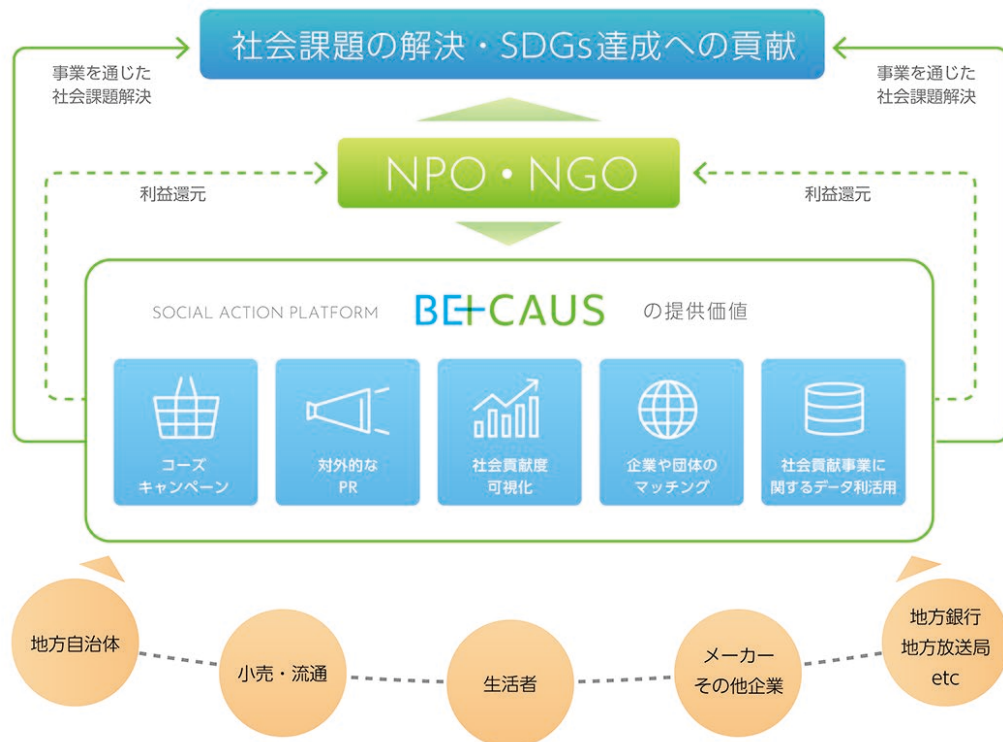 社会課題の解決・SDGs達成への貢献
事業を通じた
社会課題解決
事業を通じた
社会課題解決
NPO・NGO
利益還元
利益還元
SOCIAL ACTION PLATFORM BE+CAUS の提供価値
コーズ
キャンペーン
対外的な
PR
社会貢献度
可視化
企業や団体の
マッチング
社会貢献事業に
関するデータ利活用
地方自治体
小売・流通
生活者
メーカー
その他企業
地方銀行
地方放送局
etc